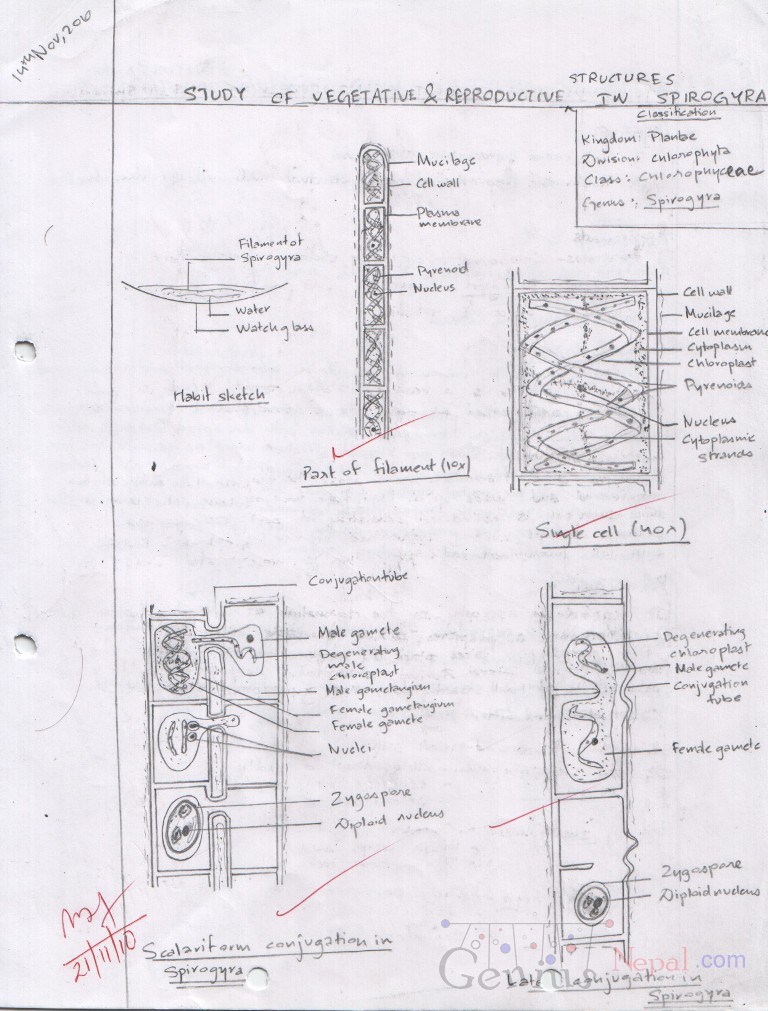 14th Nov, 2010
STUDY OF VEGETATIVE & REPRODUCTIVE STRUCTURES IN SPIROGYRA
Classification
Kingdom: Plantae
Division: chlorophyta
Class: Chlorophyceae
Genus: Spirogyra
Filament of
Spirogyra
Water
Watch glass
Habit sketch
Mucilage
Cell wall
Plasma
membrane
Pyrenoid
Nucleus
Part of filament (10x)
Cell wall
Mucilage
Cell membrane
Cytoplasm
Chloroplast
Pyrenoids
Nucleus
Cytoplasmic
strands
Single cell (40x)
Conjugation tube
Male gamete
Degenerating
male
chloroplast
Male gametangium
Female gametangium
Female gamete
Nuclei
Zygospore
Diploid nucleus
Scalariform conjugation in
Spirogyra
Degenerating
chloroplast
Male gamete
Conjugation
tube
Female gamete
Zygospore
Diploid nucleus
conjugation in
Spirogyra
21/11/10
Genius Nepal.com